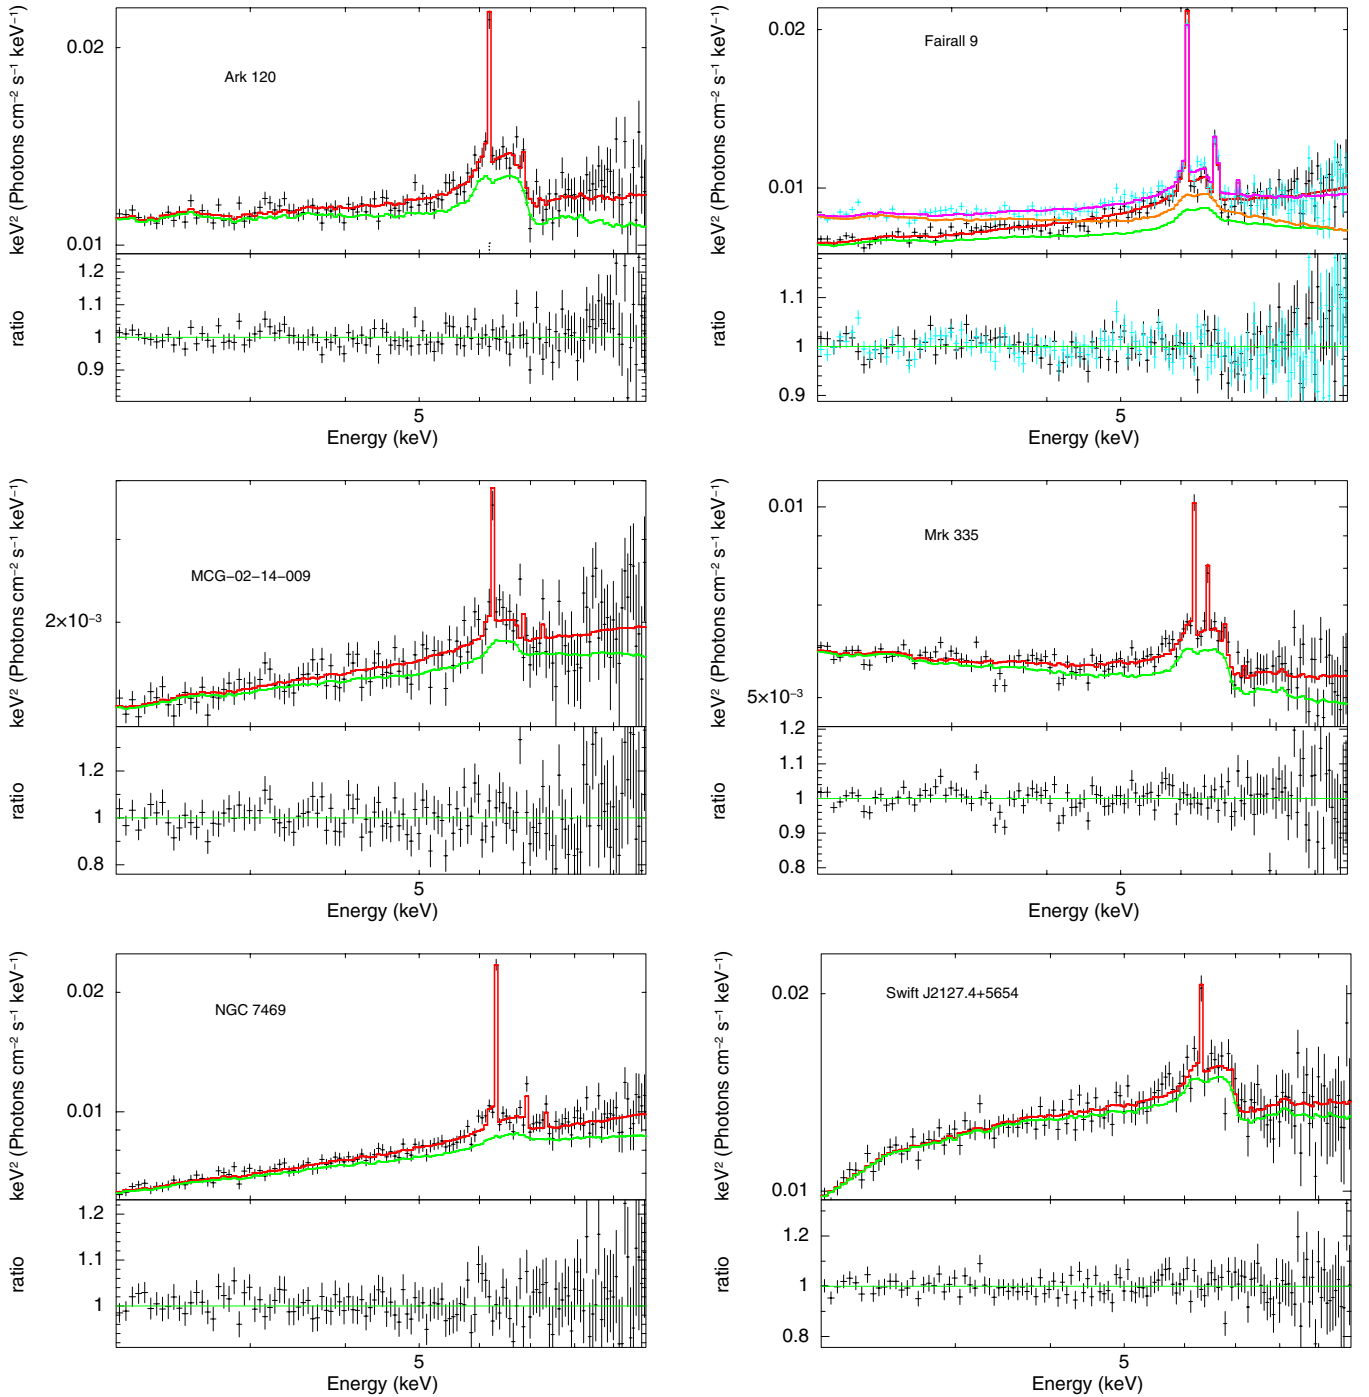 keV² (Photons cm⁻² s⁻¹ keV⁻¹)
0.02
0.01
Ark 120
ratio
1.2
1.1
1
0.9
5
Energy (keV)
keV² (Photons cm⁻² s⁻¹ keV⁻¹)
0.02
0.01
Fairall 9
ratio
1.1
1
0.9
5
Energy (keV)
keV² (Photons cm⁻² s⁻¹ keV⁻¹)
2×10⁻³
MCG−02−14−009
ratio
1.2
1
0.8
5
Energy (keV)
keV² (Photons cm⁻² s⁻¹ keV⁻¹)
0.01
5×10⁻³
Mrk 335
ratio
1.2
1.1
1
0.9
0.8
5
Energy (keV)
keV² (Photons cm⁻² s⁻¹ keV⁻¹)
0.02
0.01
NGC 7469
ratio
1.2
1.1
1
5
Energy (keV)
keV² (Photons cm⁻² s⁻¹ keV⁻¹)
0.02
0.01
Swift J2127.4+5654
ratio
1.2
1
0.8
5
Energy (keV)